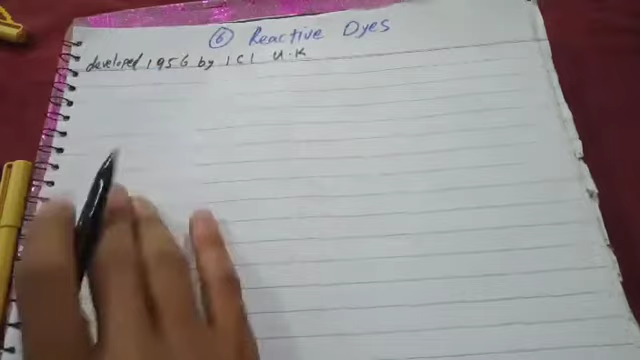 ⑥ Reactive Dyes
developed 1956 by ICI U.K